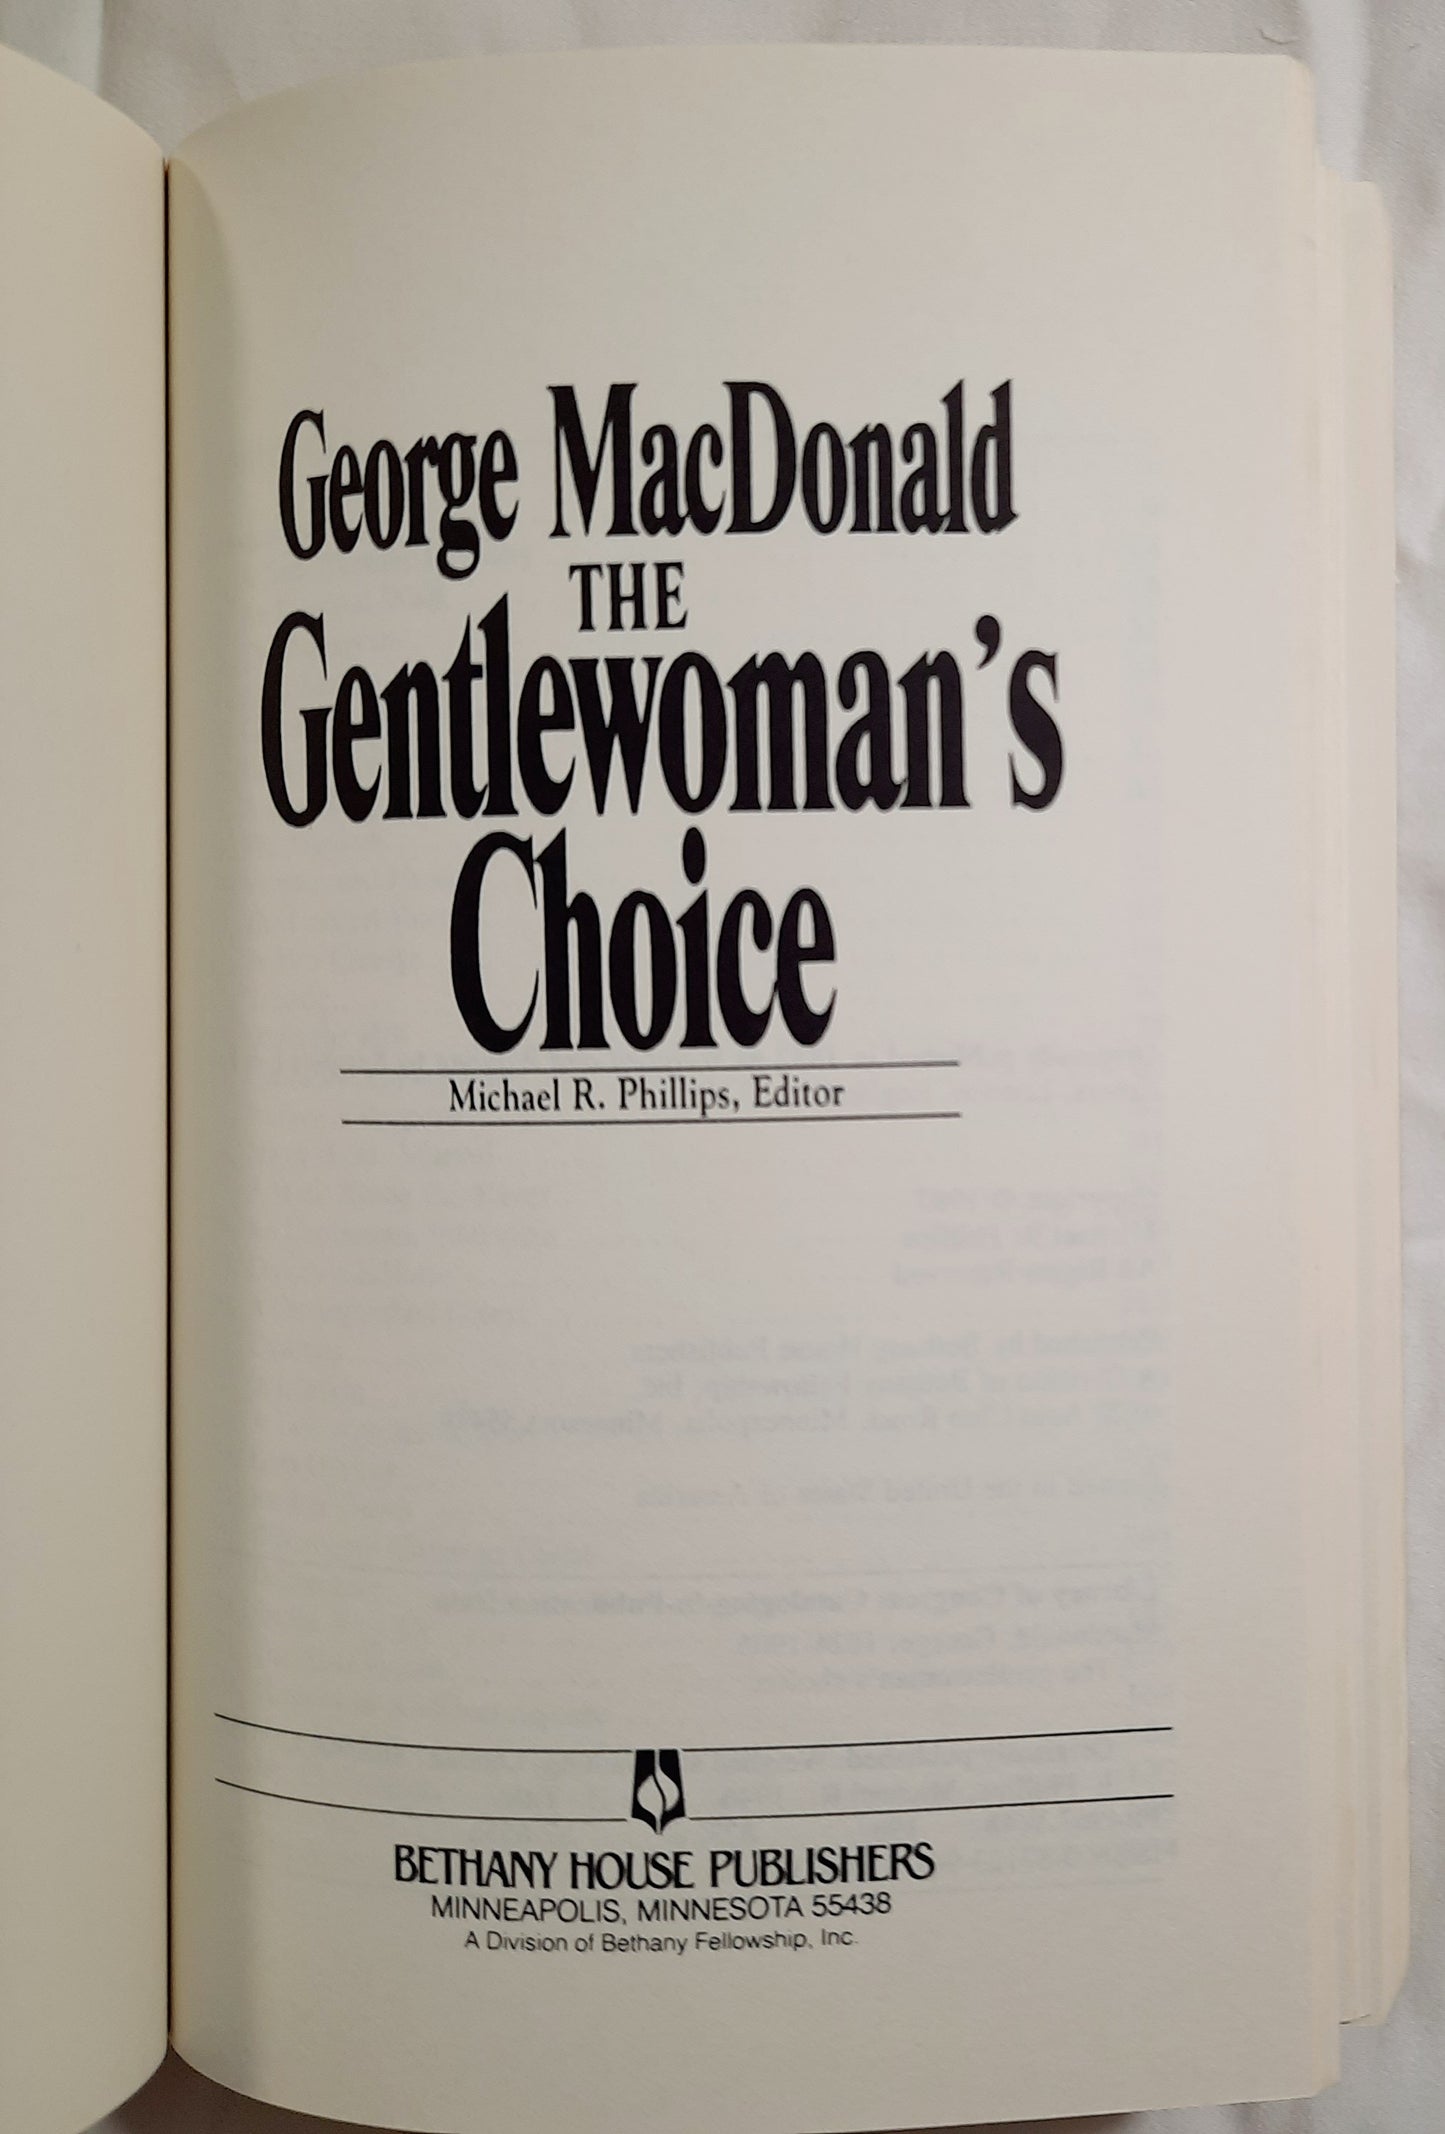 George MacDonald
THE
Gentlewoman's
Choice
Michael R. Phillips, Editor
BETHANY HOUSE PUBLISHERS
MINNEAPOLIS, MINNESOTA 55438
A Division of Bethany Fellowship, Inc.